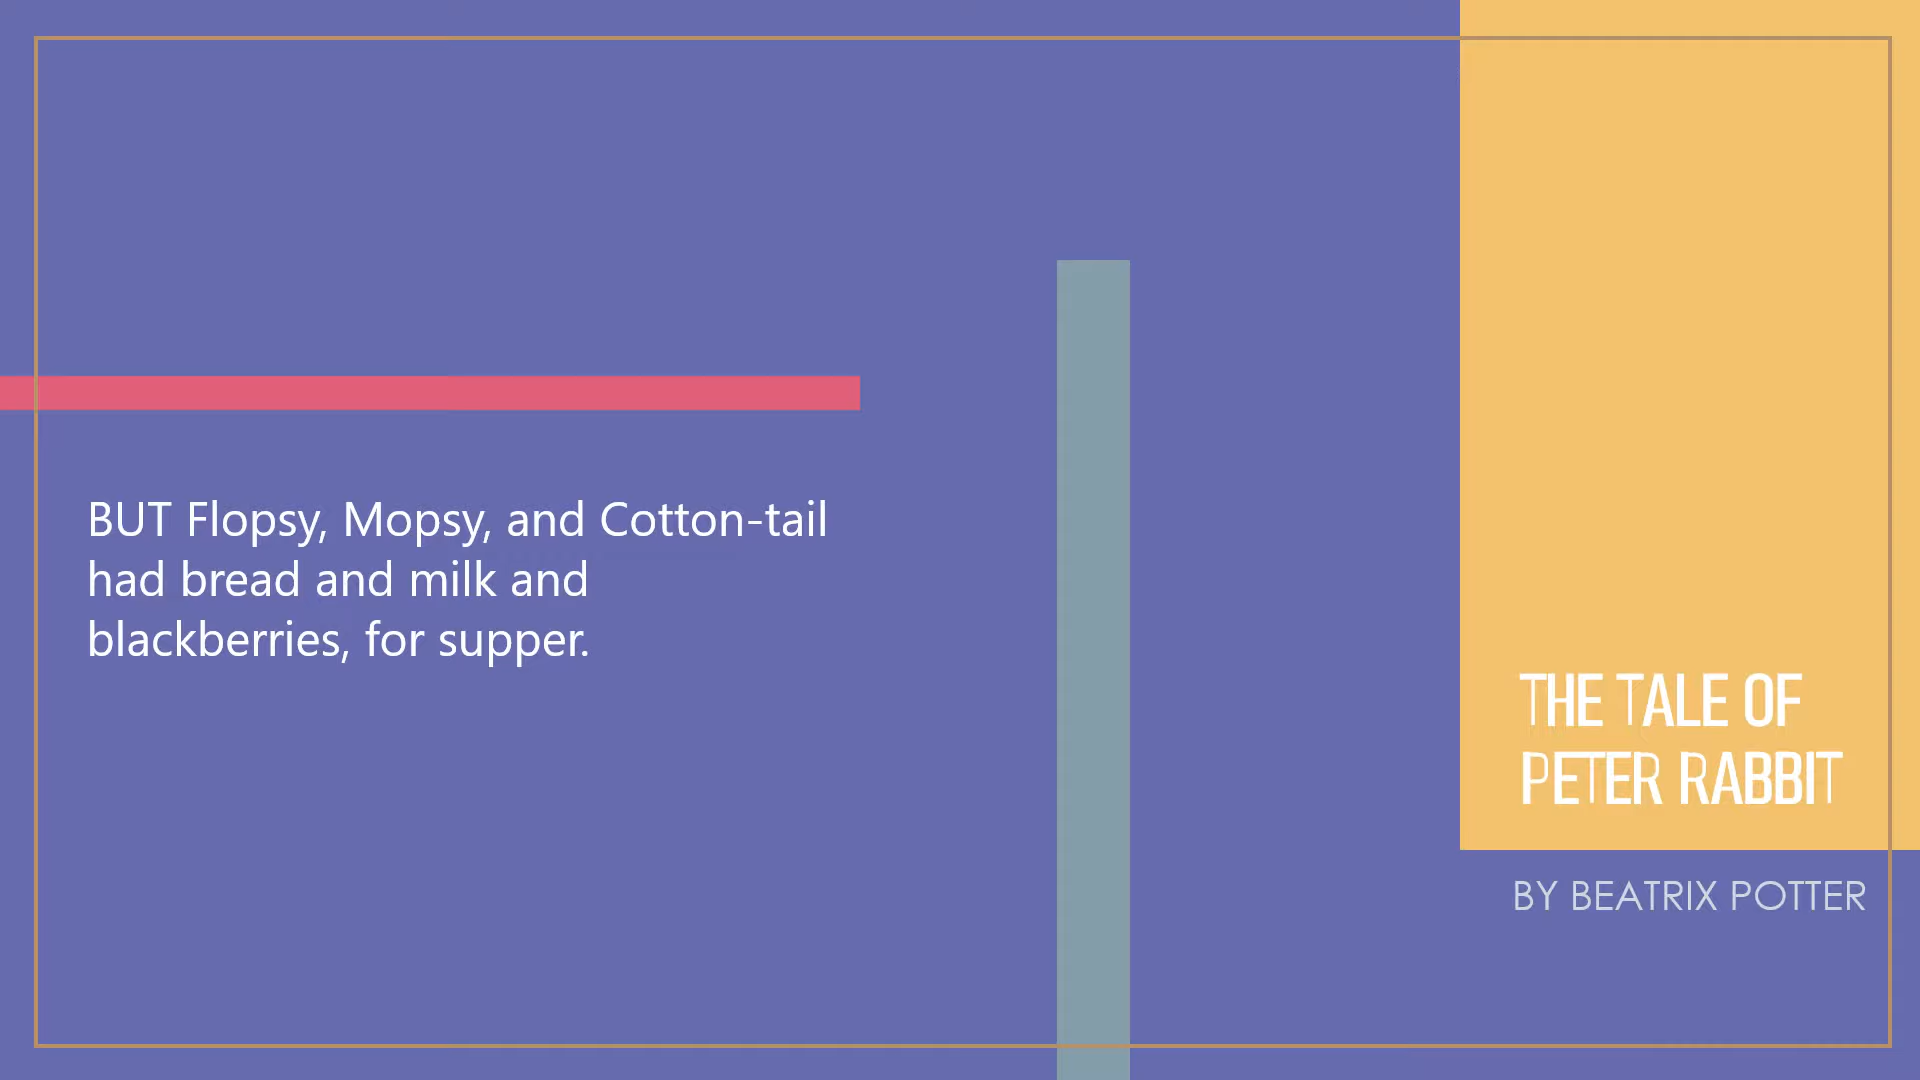 BUT Flopsy, Mopsy, and Cotton-tail
had bread and milk and
blackberries, for supper.
THE TALE OF
PETER RABBIT
BY BEATRIX POTTER